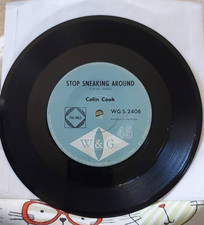 STOP SNEAKING AROUND
Colin Cook
WG S 2406
45
W&G